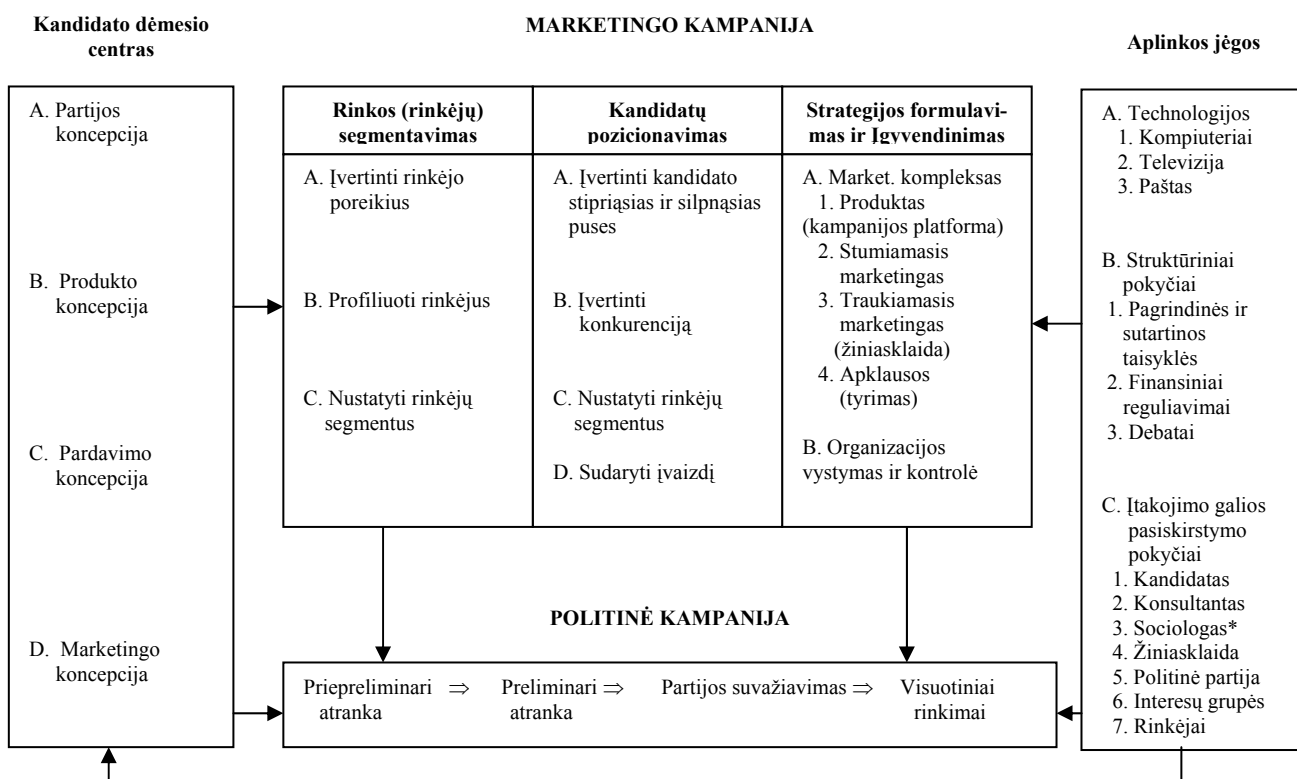 Kandidato dėmesio
centras
A. Partijos
koncepcija
B. Produkto
koncepcija
C. Pardavimo
koncepcija
D. Marketingo
koncepcija
MARKETINGO KAMPANIJA
Rinkos (rinkėjų)
segmentavimas
A. Įvertinti rinkėjo
poreikius
B. Profiliuoti rinkėjus
C. Nustatyti rinkėjų
segmentus
Kandidatų
pozicionavimas
A. Įvertinti kandidato
stipriąsias ir silpnąsias
puses
B. Įvertinti
konkurenciją
C. Nustatyti rinkėjų
segmentus
D. Sudaryti įvaizdį
Strategijos formulavi-
mas ir Įgyvendinimas
A. Market. kompleksas
1. Produktas
(kampanijos platforma)
2. Stumiamasis
marketingas
3. Traukiamasis
marketingas
(žiniasklaida)
4. Apklausos
(tyrimas)
B. Organizacijos
vystymas ir kontrolė
POLITINĖ KAMPANIJA
Priepreliminari ⇒ Preliminari ⇒ Partijos suvažiavimas ⇒ Visuotiniai
atranka atranka rinkimai
Aplinkos jėgos
A. Technologijos
1. Kompiuteriai
2. Televizija
3. Paštas
B. Struktūriniai
pokyčiai
1. Pagrindinės ir
sutartinos
taisyklės
2. Finansiniai
reguliavimai
3. Debatai
C. Įtakojimo galios
pasiskirstymo
pokyčiai
1. Kandidatas
2. Konsultantas
3. Sociologas*
4. Žiniasklaida
5. Politinė partija
6. Interesų grupės
7. Rinkėjai